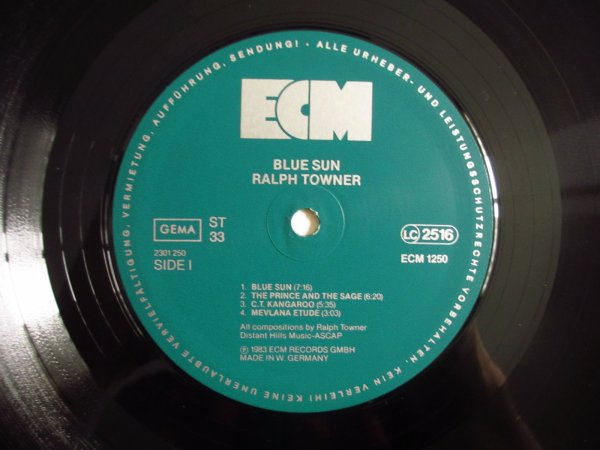 ALLE URHEBER- UND LEISTUNGSSCHUTZRECHTE VORBEHALTEN. KEIN VERLEIH! KEINE UNERLAUBTE VERVIELFÄLTIGUNG, VERMIETUNG, AUFFÜHRUNG, SENDUNG! •
ECM
BLUE SUN
RALPH TOWNER
GEMA
ST
33
LC 2516
2301 250
SIDE I
ECM 1250
1. BLUE SUN (7:16)
2. THE PRINCE AND THE SAGE (6:20)
3. C.T. KANGAROO (5:35)
4. MEVLANA ETUDE (3:03)
All compositions by Ralph Towner
Distant Hills Music-ASCAP
℗ 1983 ECM RECORDS GMBH
MADE IN W. GERMANY